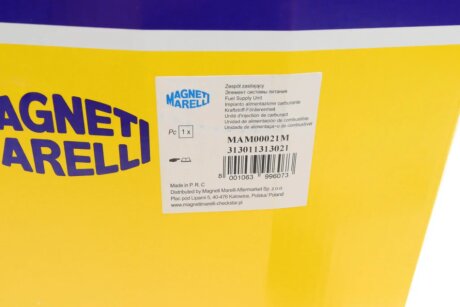 MAGNETI
MARELLI
MAGNETI
MARELLI
Zespół zasilający
Элемент системы питания
Fuel Supply Unit
Impianto alimentazione carburante
Kraftstoff-Fördereinheit
Unité d'injection de carburant
Unidad de alimentación de combustible
Unidade de alimentação de combustível
Pc 1 x
MAM00021M
313011313021
8 001063 996073
Made in P. R. C
Distributed by Magneti Marelli Aftermarket Sp. z o.o.
Plac pod Lipami 5, 40-476 Katowice, Polska/ Poland
www.magnetimarelli-checkstar.pl